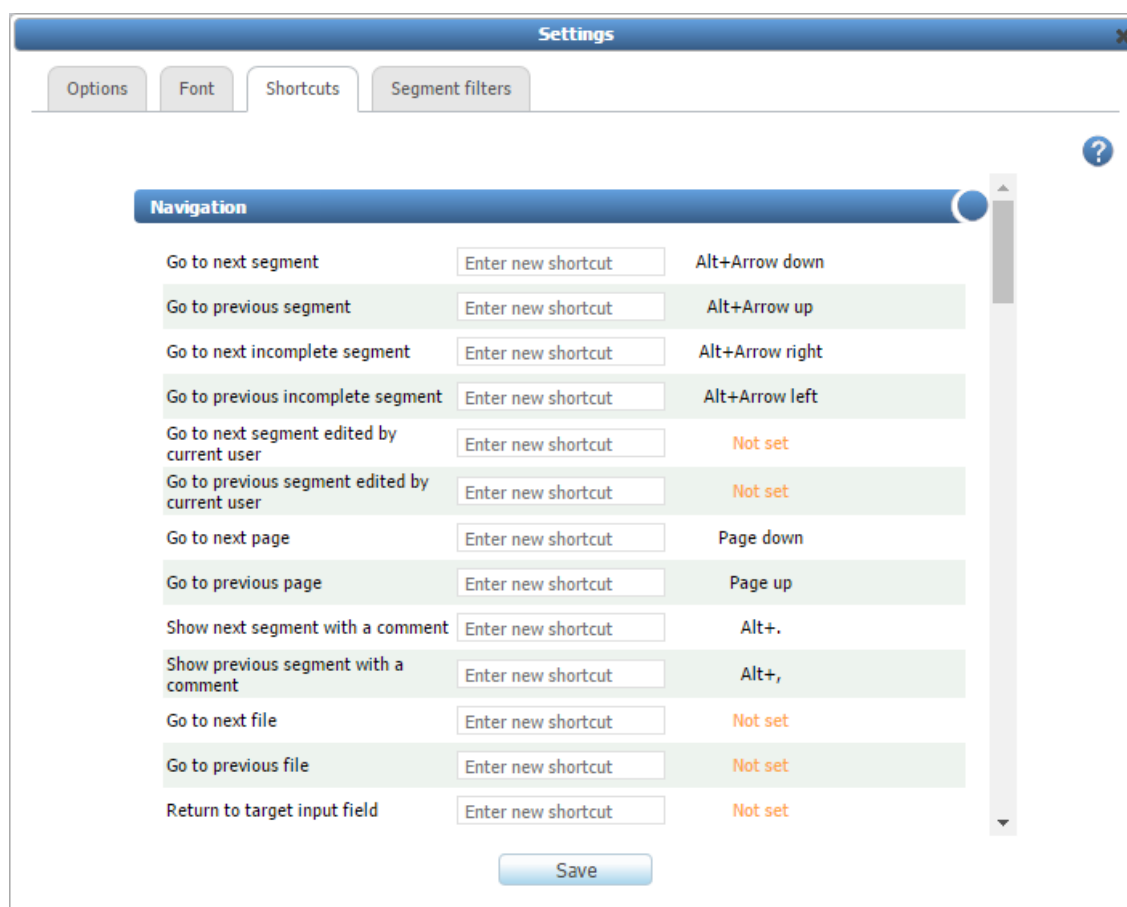 Settings
Options Font Shortcuts Segment filters
?
Navigation
Go to next segment Enter new shortcut Alt+Arrow down
Go to previous segment Enter new shortcut Alt+Arrow up
Go to next incomplete segment Enter new shortcut Alt+Arrow right
Go to previous incomplete segment Enter new shortcut Alt+Arrow left
Go to next segment edited by
current user Enter new shortcut Not set
Go to previous segment edited by
current user Enter new shortcut Not set
Go to next page Enter new shortcut Page down
Go to previous page Enter new shortcut Page up
Show next segment with a comment Enter new shortcut Alt+.
Show previous segment with a
comment Enter new shortcut Alt+,
Go to next file Enter new shortcut Not set
Go to previous file Enter new shortcut Not set
Return to target input field Enter new shortcut Not set
Save